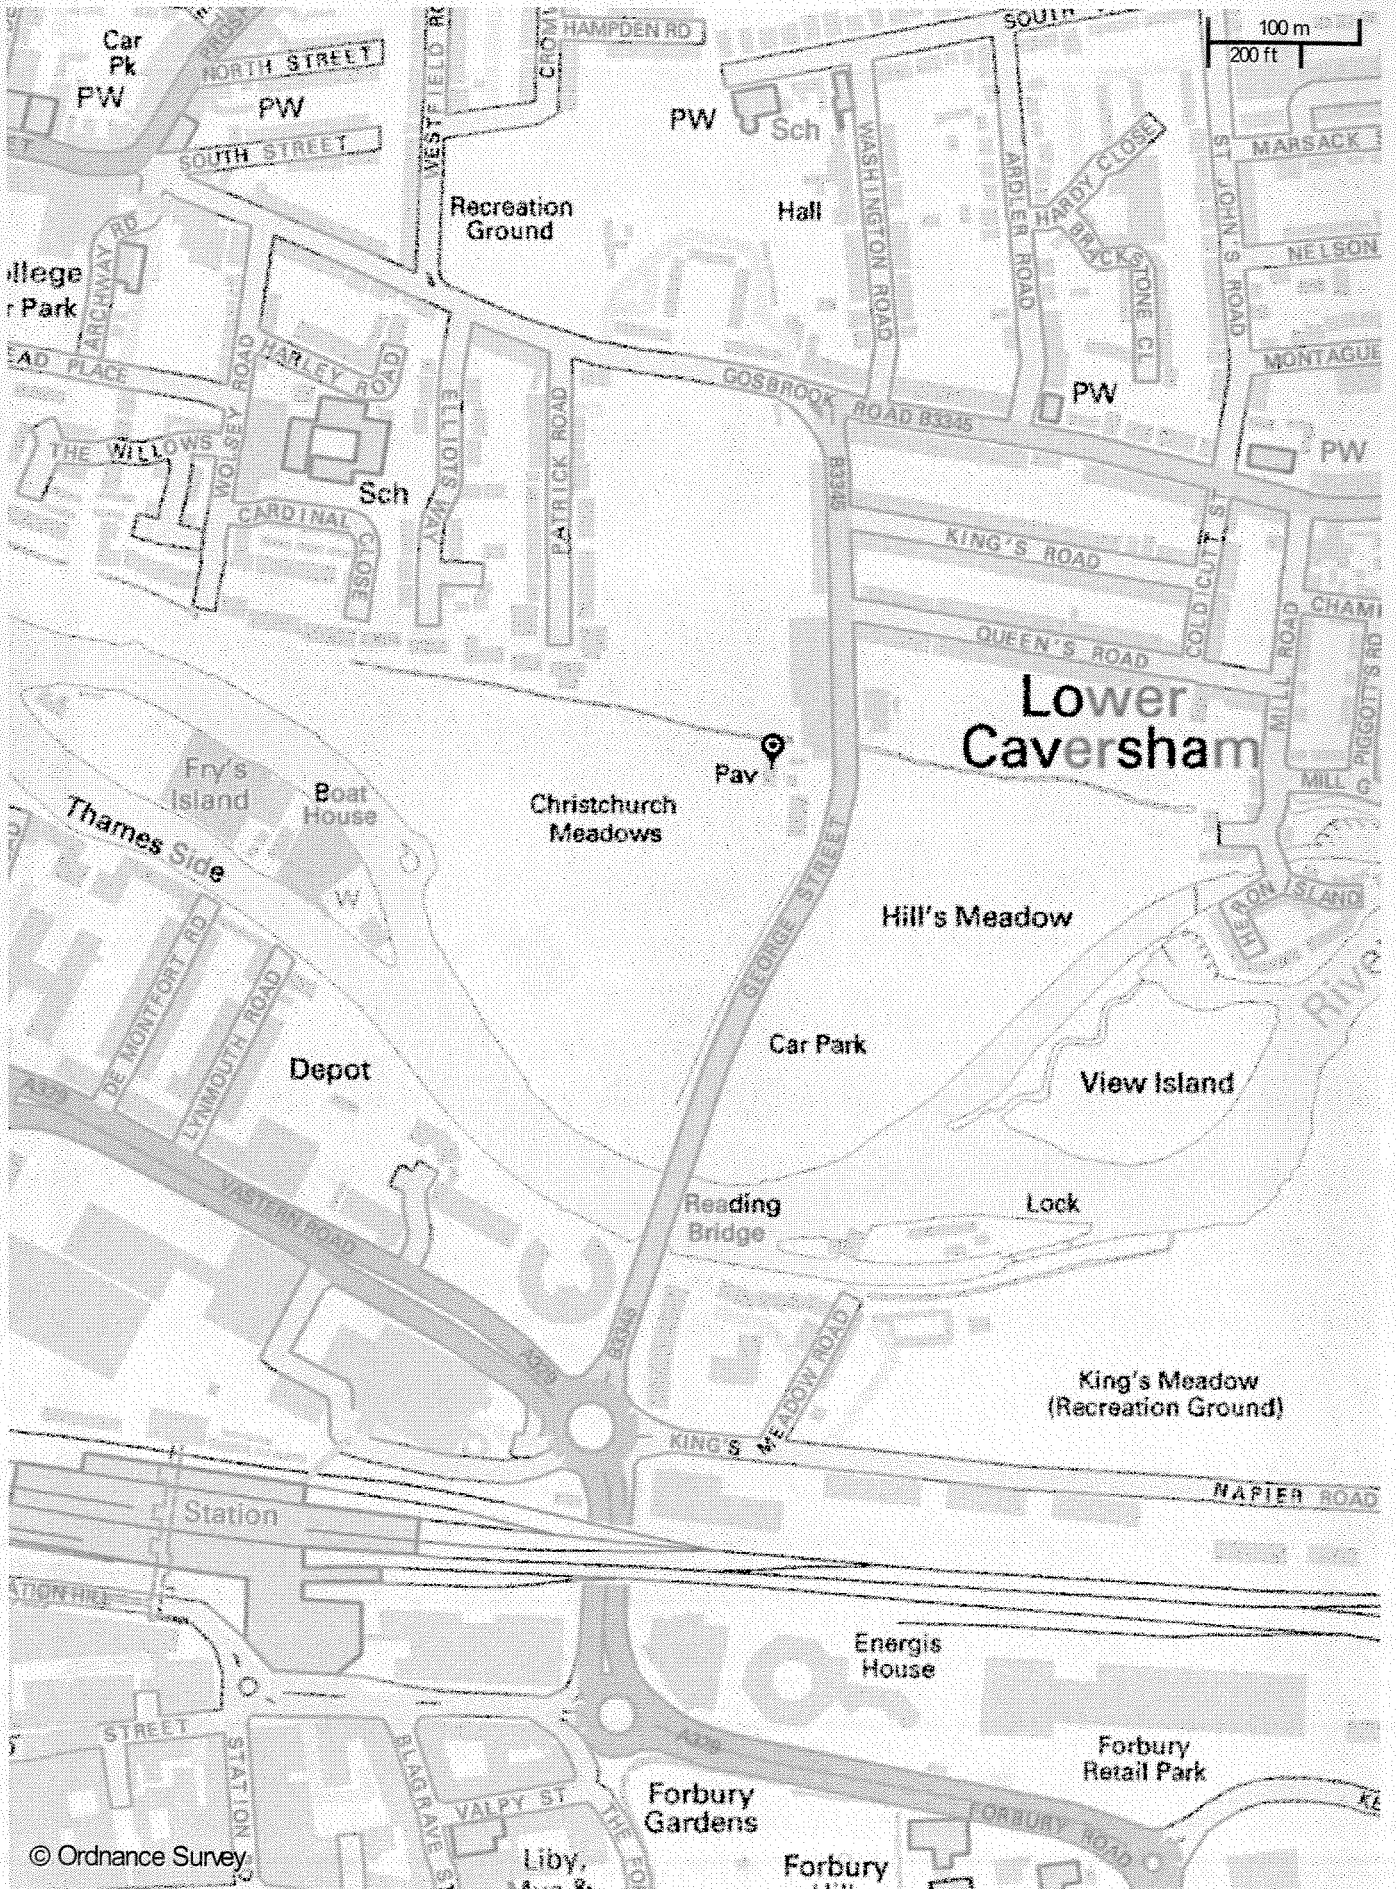 SOUTH
100 m
200 ft
HAMPDEN RD
WESTFIELD
Car
Pk
PW
NORTH STREET
PW
SOUTH STREET
PW
Sch
WASHINGTON ROAD
ARDLER ROAD
HARDY CLOSE
BRYCKSTONE CL
ST JOHN'S ROAD
MARSACK
NELSON
MONTAGUE
Recreation
Ground
Hall
ARCHWAY RD
WOLSEY ROAD
HARLEY ROAD
ELLIOTS WAY
PATRICK ROAD
GOSBROOK ROAD B3345
PW
PW
THE WILLOWS
Sch
CARDINAL CLOSE
B3345
KING'S ROAD
COLDICUTT ST
QUEEN'S ROAD
MILL ROAD
PIGGOTT'S RD
Lower
Caversham
MILL G
Pav
Fry's
Island
Boat
House
Christchurch
Meadows
Thames Side
W
GEORGE STREET
Hill's Meadow
HERON ISLAND
DE MONTFORT RD
LYNMOUTH ROAD
Car Park
Depot
View Island
A329
VASTERN ROAD
Reading
Bridge
Lock
A329
B3345
MEADOW ROAD
King's Meadow
(Recreation Ground)
KING'S
NAPIER ROAD
Station
Energis
House
STREET
STATION
BLAGRAVE ST
VALPY ST
A329
FORBURY ROAD
Forbury
Retail Park
Forbury
Gardens
Liby,
Forbury
© Ordnance Survey